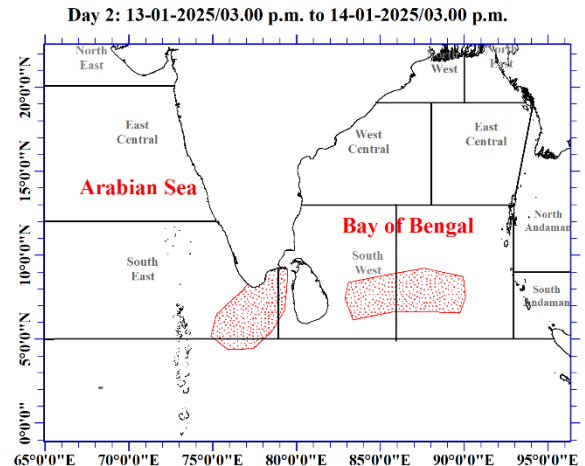 Day 2: 13-01-2025/03.00 p.m. to 14-01-2025/03.00 p.m.
North
East
West
North
East
20°0'0"N
East
Central
West
Central
East
Central
15°0'0"N
Arabian Sea
Bay of Bengal
North
Andaman
10°0'0"N
South
East
South
West
South
Andaman
5°0'0"N
0°0'0"
65°0'0"E
70°0'0"E
75°0'0"E
80°0'0"E
85°0'0"E
90°0'0"E
95°0'0"E